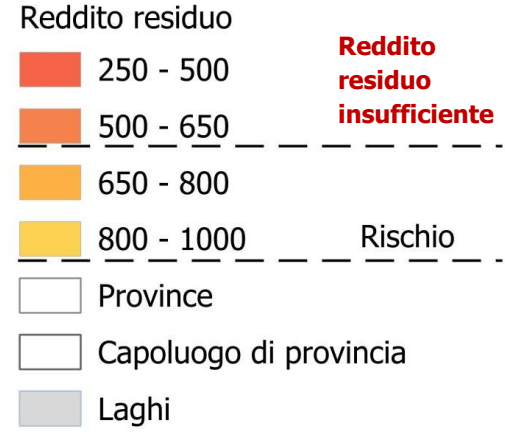 Reddito residuo
250 - 500
Reddito
residuo
insufficiente
500 - 650
650 - 800
800 - 1000
Rischio
Province
Capoluogo di provincia
Laghi